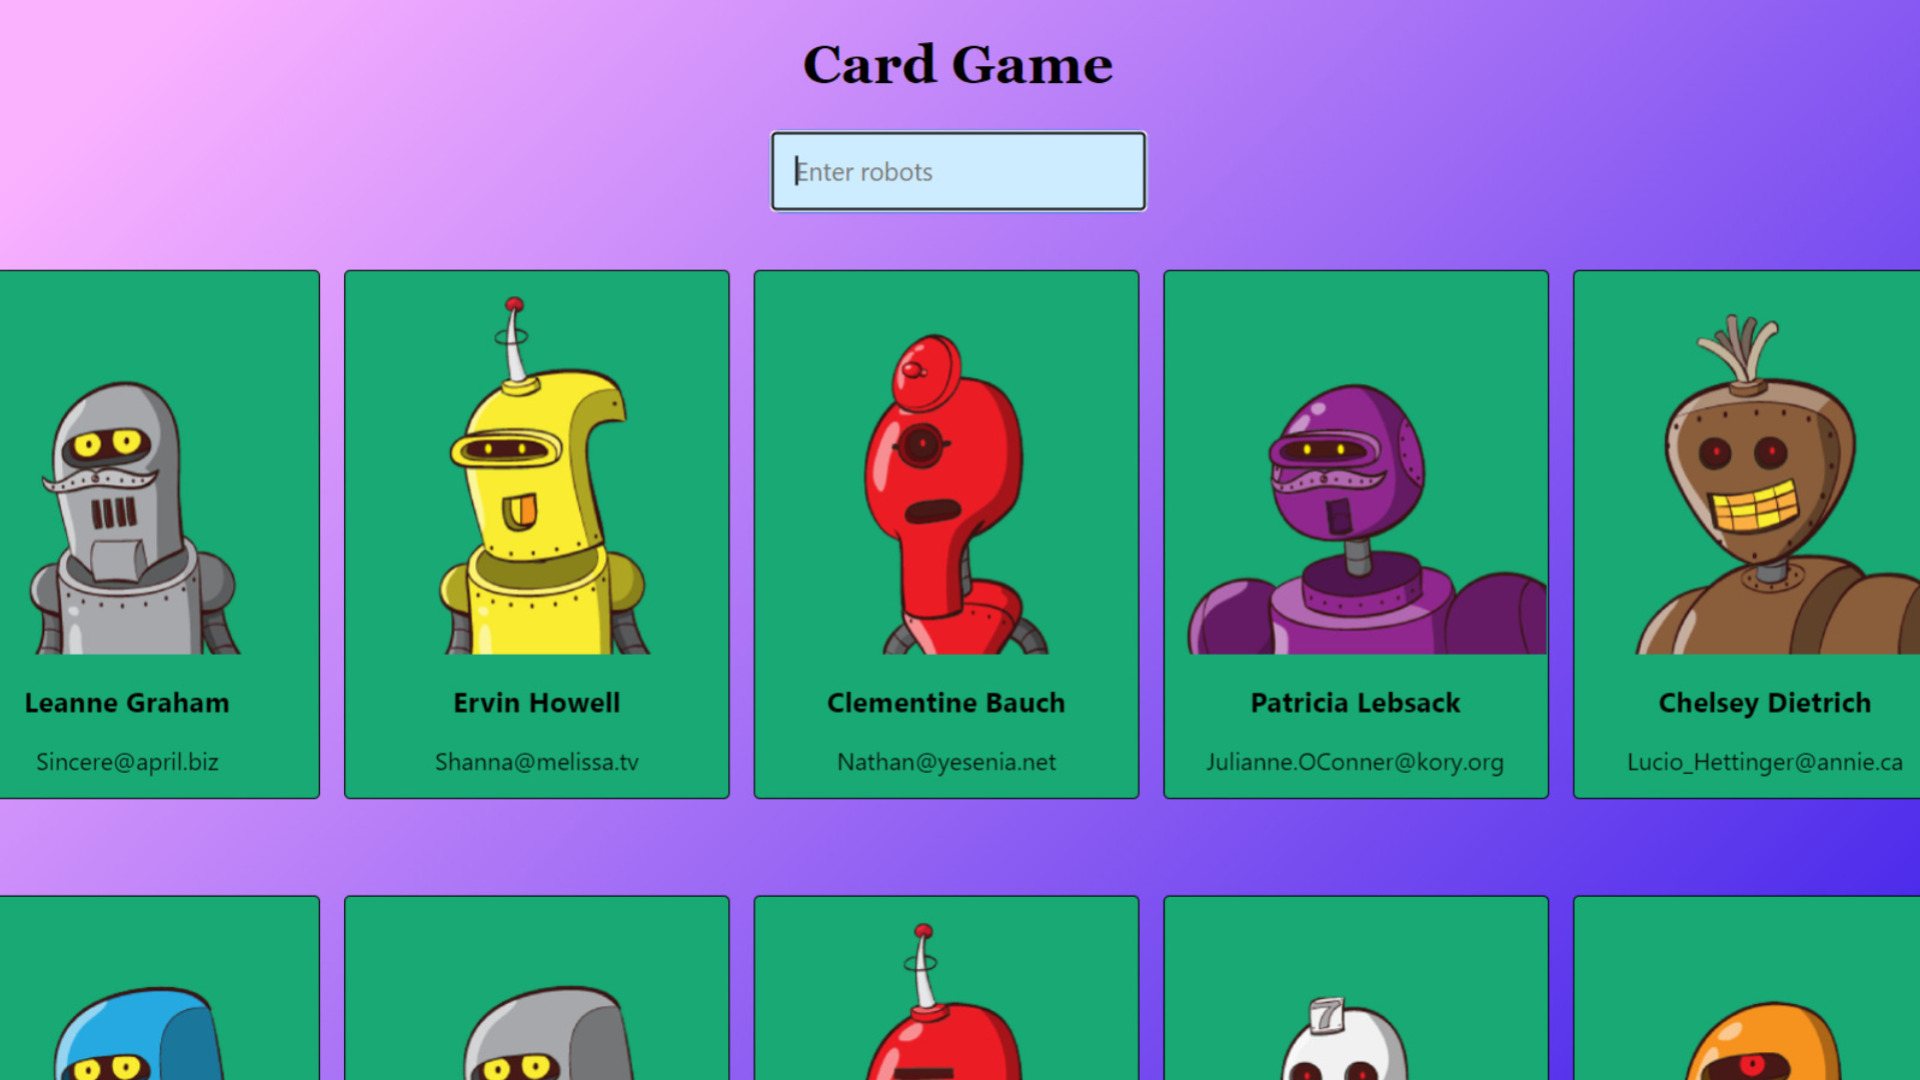 Card Game
Enter robots
Leanne Graham
Sincere@april.biz
Ervin Howell
Shanna@melissa.tv
Clementine Bauch
Nathan@yesenia.net
Patricia Lebsack
Julianne.OConner@kory.org
Chelsey Dietrich
Lucio_Hettinger@annie.ca
7